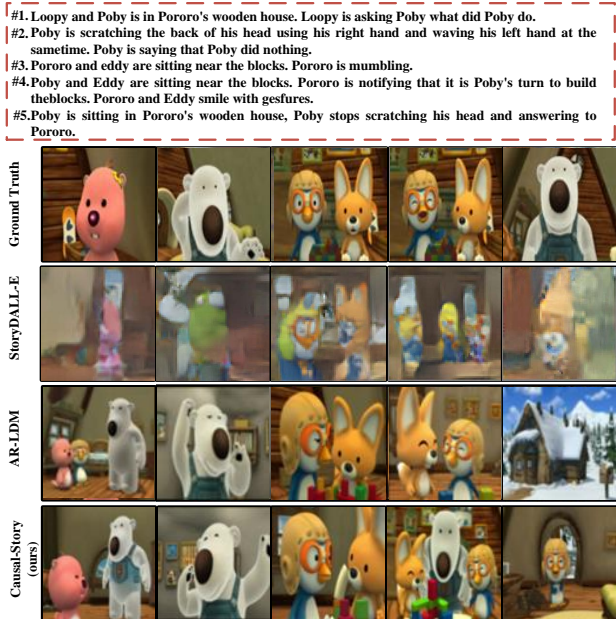 #1. Loopy and Poby is in Pororo's wooden house. Loopy is asking Poby what did Poby do.
#2. Poby is scratching the back of his head using his right hand and waving his left hand at the
sametime. Poby is saying that Poby did nothing.
#3. Pororo and eddy are sitting near the blocks. Pororo is mumbling.
#4. Poby and Eddy are sitting near the blocks. Pororo is notifying that it is Poby's turn to build
theblocks. Pororo and Eddy smile with gesfures.
#5. Poby is sitting in Pororo's wooden house, Poby stops scratching his head and answering to
Pororo.
Ground Truth
StoryDALL-E
AR-LDM
Causal-Story
(ours)